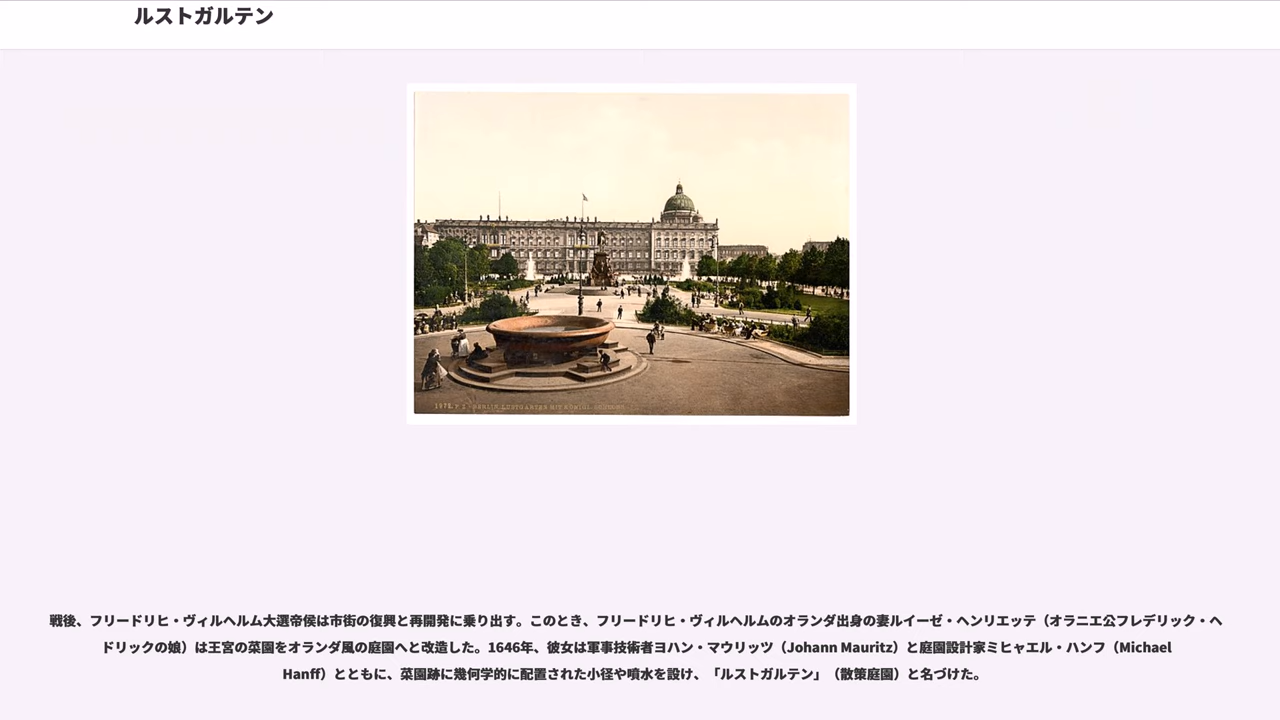 ルストガルテン
戦後、フリードリヒ・ヴィルヘルム大選帝侯は市街の復興と再開発に乗り出す。このとき、フリードリヒ・ヴィルヘルムのオランダ出身の妻ルイーゼ・ヘンリエッテ（オラニエ公フレデリック・ヘ
ドリックの娘）は王宮の菜園をオランダ風の庭園へと改造した。1646年、彼女は軍事技術者ヨハン・マウリッツ（Johann Mauritz）と庭園設計家ミヒャエル・ハンフ（Michael
Hanff）とともに、菜園跡に幾何学的に配置された小径や噴水を設け、「ルストガルテン」（散策庭園）と名づけた。